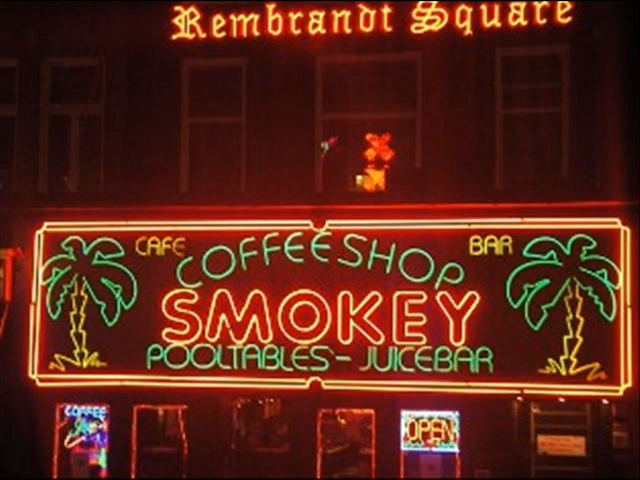 Rembrandt Square
CAFE COFFEESHOP BAR
SMOKEY
POOLTABLES - JUICEBAR
COFFEE
OPEN